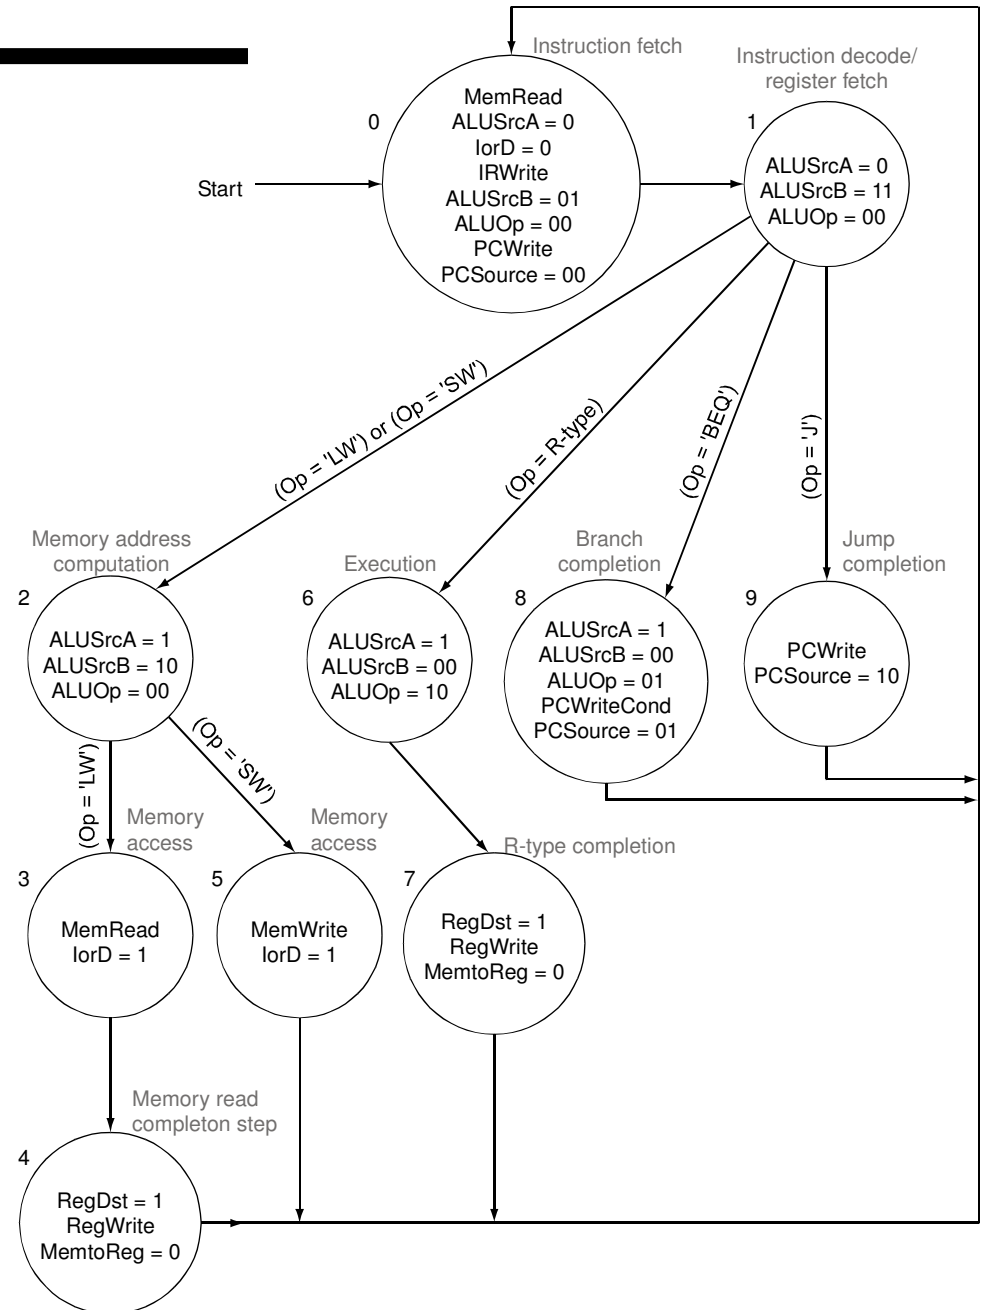 Instruction fetch
Instruction decode/
register fetch
0
MemRead
ALUSrcA = 0
IorD = 0
IRWrite
ALUSrcB = 01
ALUOp = 00
PCWrite
PCSource = 00
1
ALUSrcA = 0
ALUSrcB = 11
ALUOp = 00
Start
(Op = 'LW') or (Op = 'SW')
(Op = R-type)
(Op = 'BEQ')
(Op = 'J')
Memory address
computation
2
ALUSrcA = 1
ALUSrcB = 10
ALUOp = 00
Execution
6
ALUSrcA = 1
ALUSrcB = 00
ALUOp = 10
Branch
completion
8
ALUSrcA = 1
ALUSrcB = 00
ALUOp = 01
PCWriteCond
PCSource = 01
Jump
completion
9
PCWrite
PCSource = 10
(Op = 'LW')
(Op = 'SW')
Memory
access
3
MemRead
IorD = 1
Memory
access
5
MemWrite
IorD = 1
R-type completion
7
RegDst = 1
RegWrite
MemtoReg = 0
Memory read
completon step
4
RegDst = 1
RegWrite
MemtoReg = 0